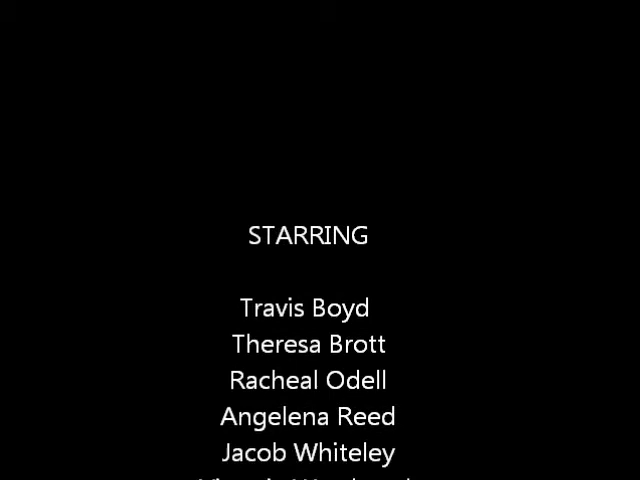 STARRING
Travis Boyd
Theresa Brott
Racheal Odell
Angelena Reed
Jacob Whiteley